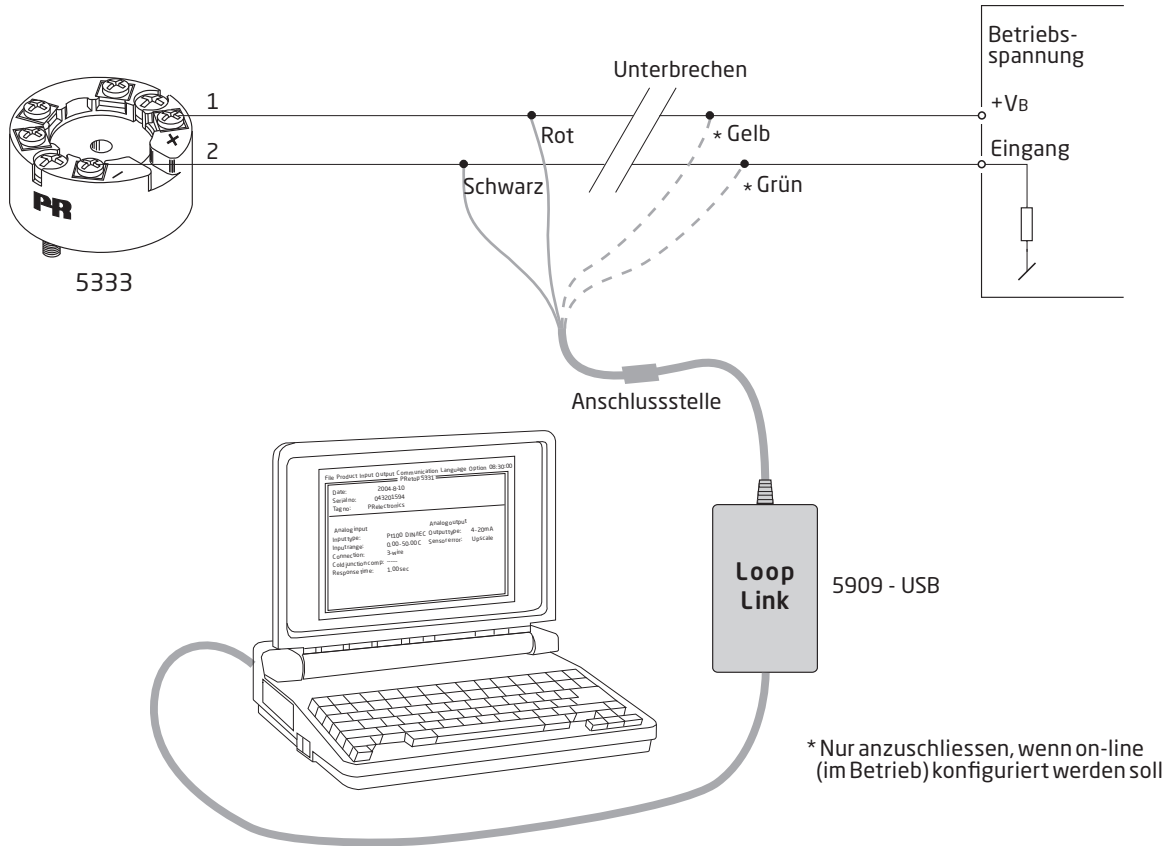 Betriebs-
spannung
Unterbrechen
1
+VB
Rot
* Gelb
2
Eingang
Schwarz
* Grün
PR
5333
Anschlussstelle
File Product Input Output Communication Language Option 08:30:00
PRetop 5331
Date: 2004-8-10
Serial no: 043201594
Tag no: PRelectronics
Analog input Analog output
Input type: Pt100 DIN/IEC Output type: 4-20mA
Input range: 0.00-50.00 C Sensor error: Upscale
Connection: 3-wire
Cold junction comp: -----
Response time: 1.00 sec
Loop
Link
5909 - USB
* Nur anzuschliessen, wenn on-line
(im Betrieb) konfiguriert werden soll